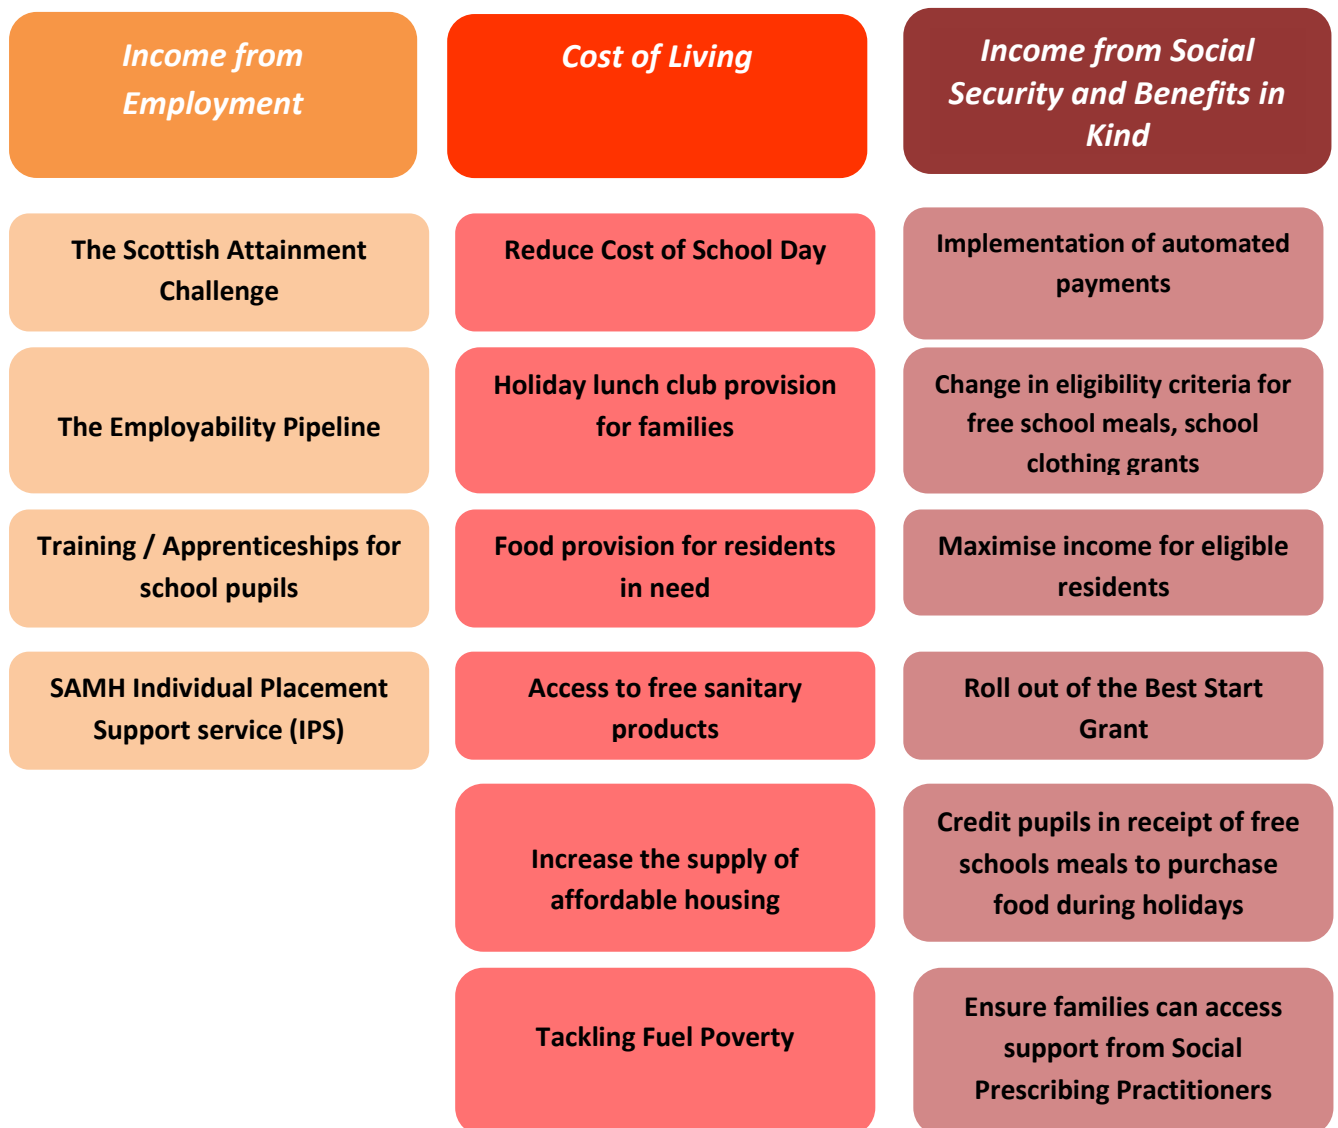 Income from
Employment
Cost of Living
Income from Social
Security and Benefits in
Kind
The Scottish Attainment
Challenge
Reduce Cost of School Day
Implementation of automated
payments
The Employability Pipeline
Holiday lunch club provision
for families
Change in eligibility criteria for
free school meals, school
clothing grants
Training / Apprenticeships for
school pupils
Food provision for residents
in need
Maximise income for eligible
residents
SAMH Individual Placement
Support service (IPS)
Access to free sanitary
products
Roll out of the Best Start
Grant
Increase the supply of
affordable housing
Credit pupils in receipt of free
schools meals to purchase
food during holidays
Tackling Fuel Poverty
Ensure families can access
support from Social
Prescribing Practitioners